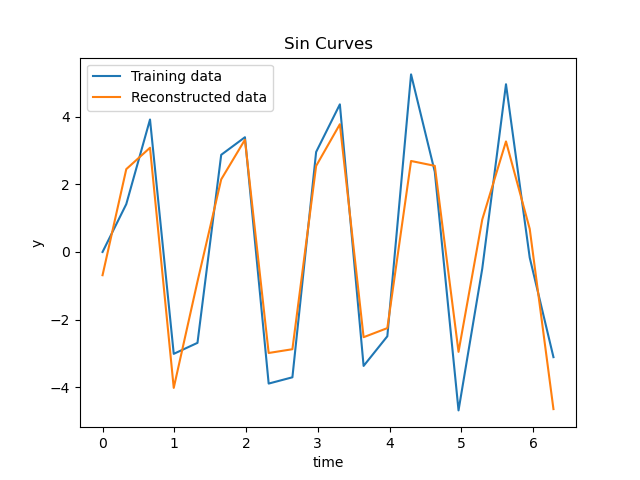 Sin Curves
Training data
Reconstructed data
4
2
0
−2
−4
y
0 1 2 3 4 5 6
time